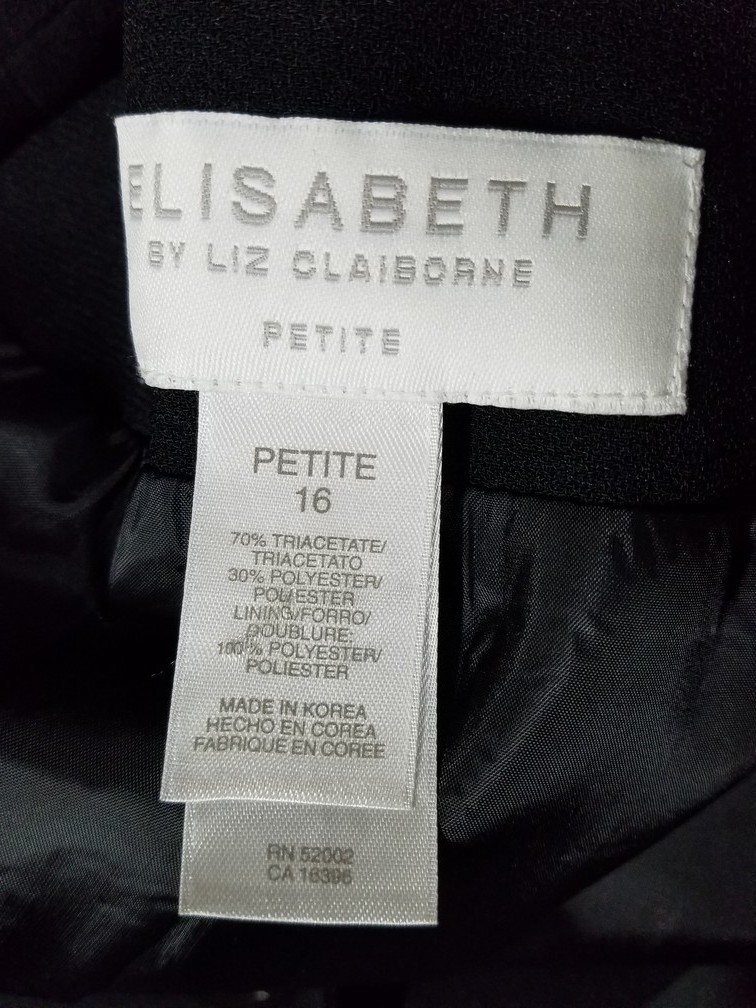 ELISABETH
BY LIZ CLAIBORNE
PETITE
PETITE
16
70% TRIACETATE/
TRIACETATO
30% POLYESTER/
POLIESTER
LINING/FORRO/
DOUBLURE:
100% POLYESTER/
POLIESTER
MADE IN KOREA
HECHO EN COREA
FABRIQUE EN COREE
RN 52002
CA 16396